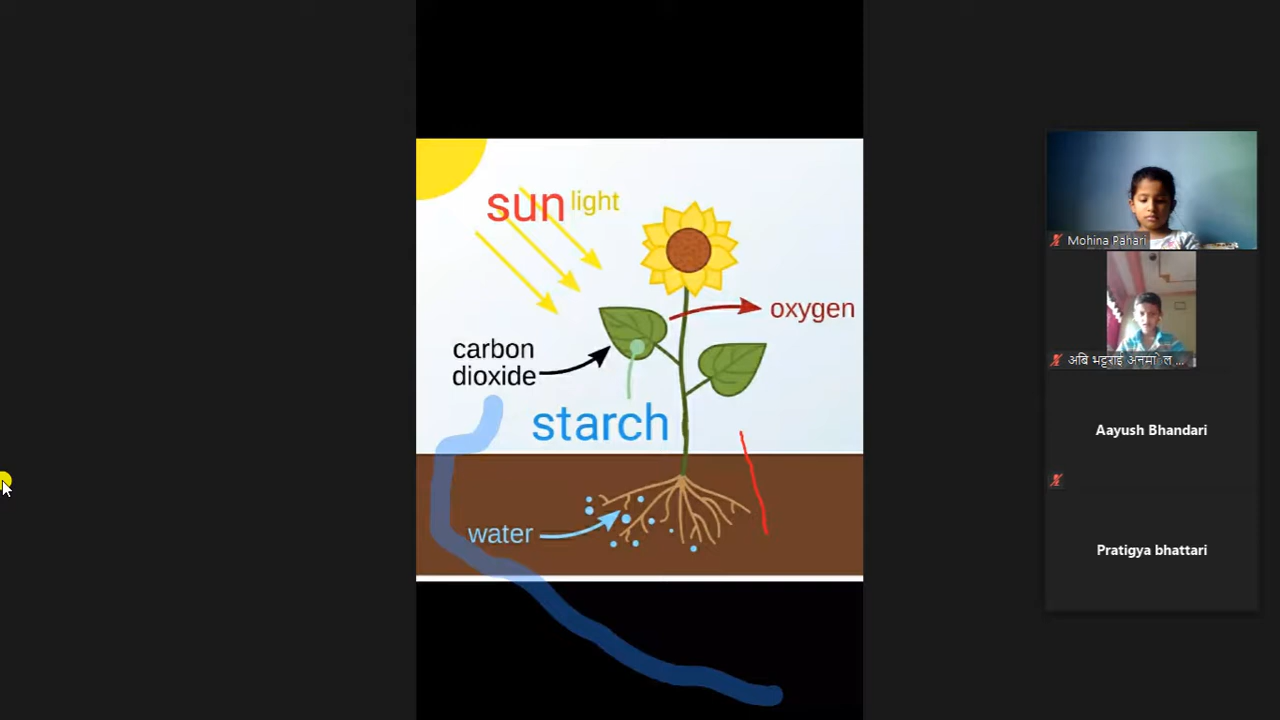 sun light
oxygen
carbon
dioxide
starch
water
Mohina Pahari
अबि भट्टराई अनमोल ...
Aayush Bhandari
Pratigya bhattari